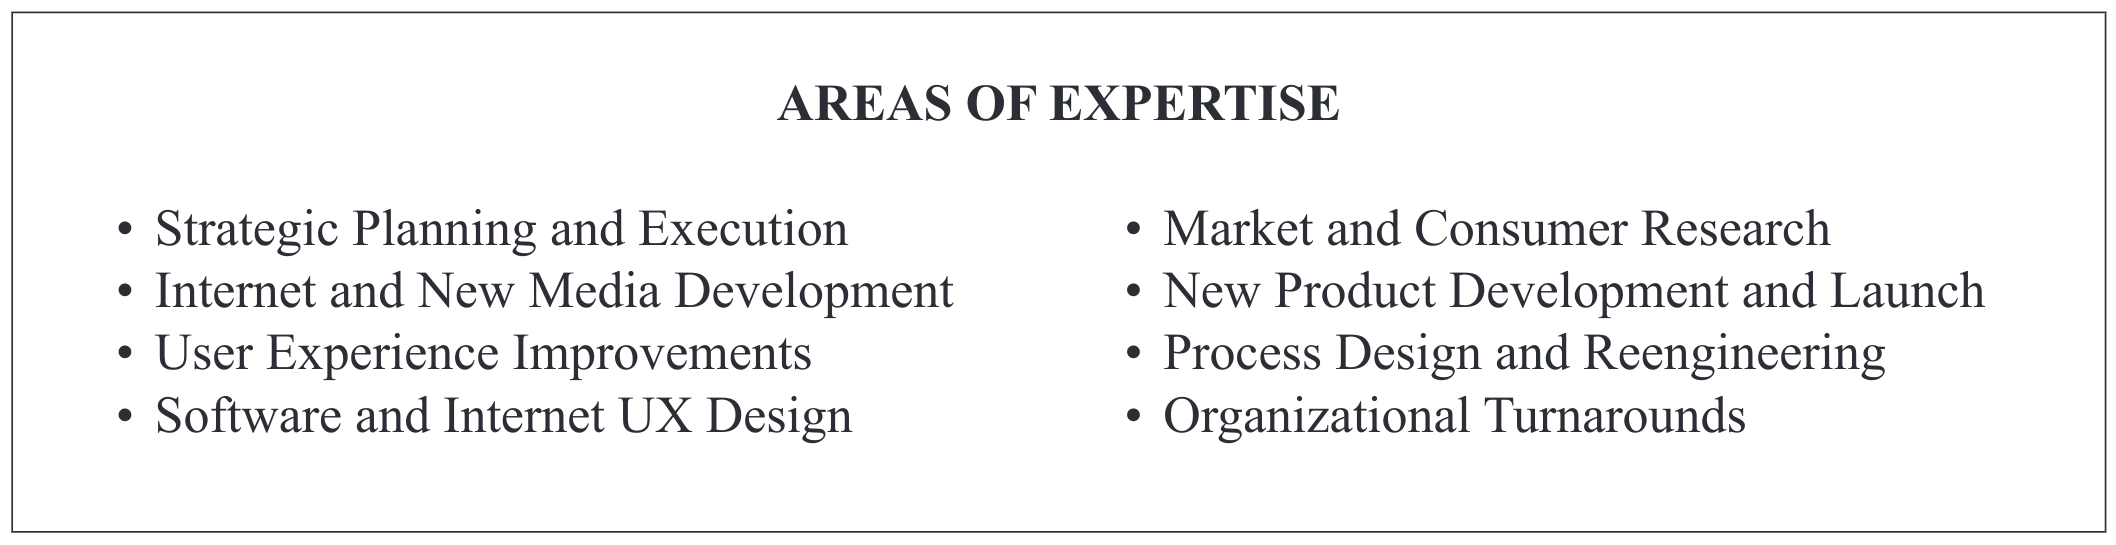 AREAS OF EXPERTISE
• Strategic Planning and Execution
• Internet and New Media Development
• User Experience Improvements
• Software and Internet UX Design
• Market and Consumer Research
• New Product Development and Launch
• Process Design and Reengineering
• Organizational Turnarounds